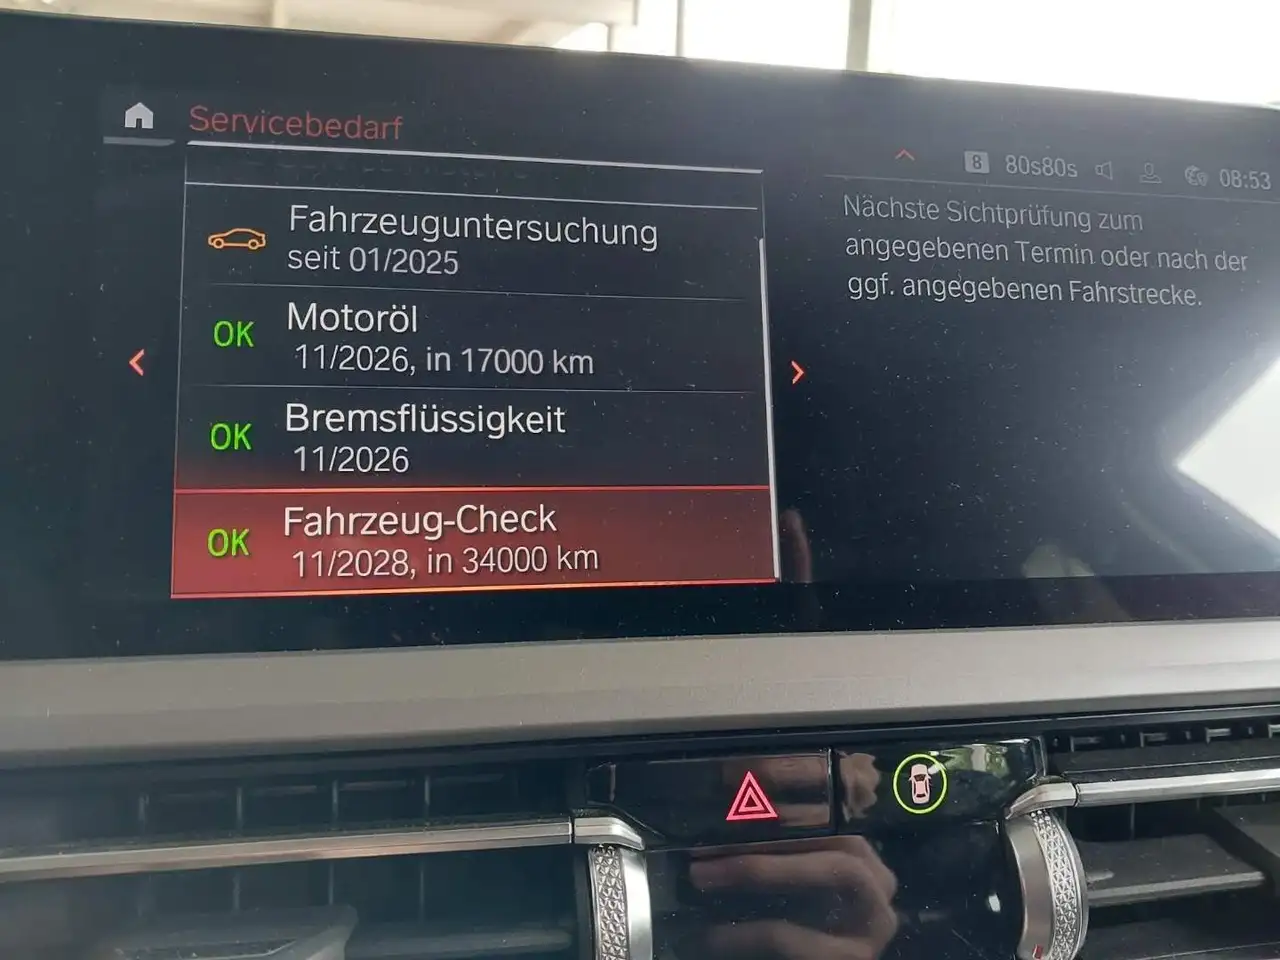 Servicebedarf
8 80s80s 08:53
Fahrzeuguntersuchung
seit 01/2025
OK Motoröl
11/2026, in 17000 km
OK Bremsflüssigkeit
11/2026
OK Fahrzeug-Check
11/2028, in 34000 km
Nächste Sichtprüfung zum
angegebenen Termin oder nach der
ggf. angegebenen Fahrstrecke.